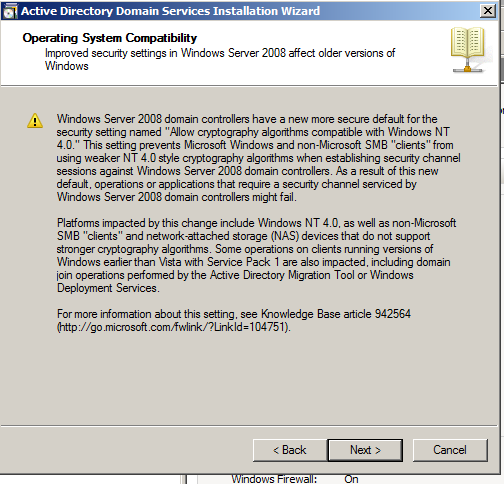 Active Directory Domain Services Installation Wizard
Operating System Compatibility
Improved security settings in Windows Server 2008 affect older versions of
Windows
Windows Server 2008 domain controllers have a new more secure default for the
security setting named "Allow cryptography algorithms compatible with Windows NT
4.0." This setting prevents Microsoft Windows and non-Microsoft SMB "clients" from
using weaker NT 4.0 style cryptography algorithms when establishing security channel
sessions against Windows Server 2008 domain controllers. As a result of this new
default, operations or applications that require a security channel serviced by
Windows Server 2008 domain controllers might fail.
Platforms impacted by this change include Windows NT 4.0, as well as non-Microsoft
SMB "clients" and network-attached storage (NAS) devices that do not support
stronger cryptography algorithms. Some operations on clients running versions of
Windows earlier than Vista with Service Pack 1 are also impacted, including domain
join operations performed by the Active Directory Migration Tool or Windows
Deployment Services.
For more information about this setting, see Knowledge Base article 942564
(http://go.microsoft.com/fwlink/?LinkId=104751).
< Back Next > Cancel
Windows Firewall: On